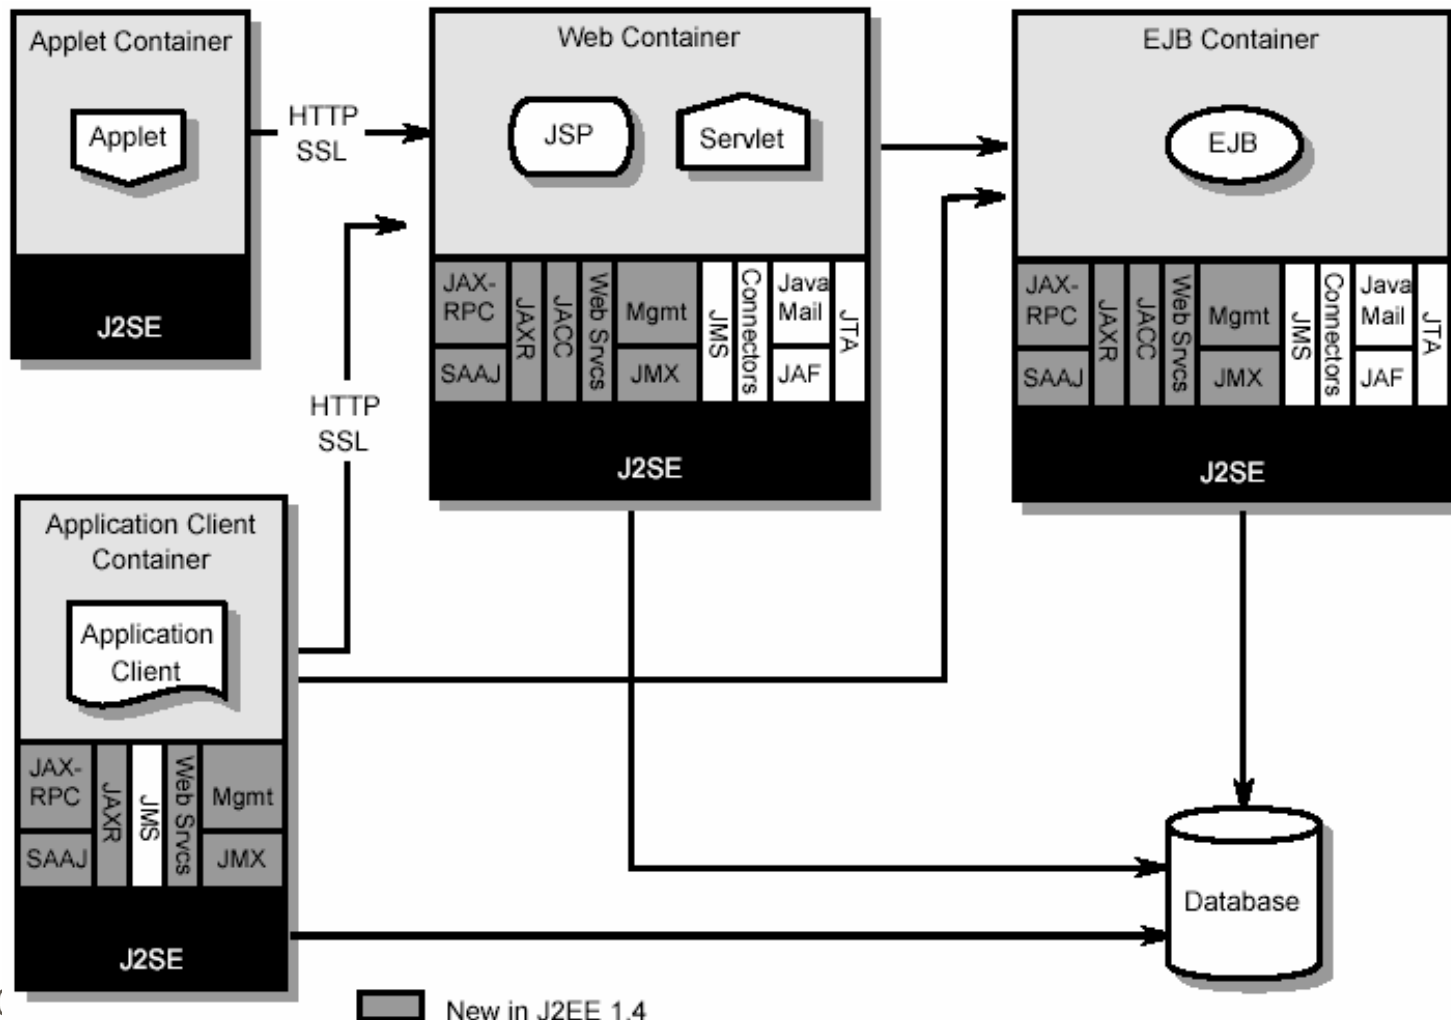 Applet Container
Applet
J2SE
HTTP
SSL
Web Container
JSP
Servlet
JAX-
RPC
SAAJ
JAXR
JACC
Web Srvcs
Mgmt
JMX
JMS
Connectors
Java
Mail
JAF
JTA
J2SE
EJB Container
EJB
JAX-
RPC
SAAJ
JAXR
JACC
Web Srvcs
Mgmt
JMX
JMS
Connectors
Java
Mail
JAF
JTA
J2SE
HTTP
SSL
Application Client
Container
Application
Client
JAX-
RPC
SAAJ
JAXR
JMS
Web Srvcs
Mgmt
JMX
J2SE
Database
New in J2EE 1.4